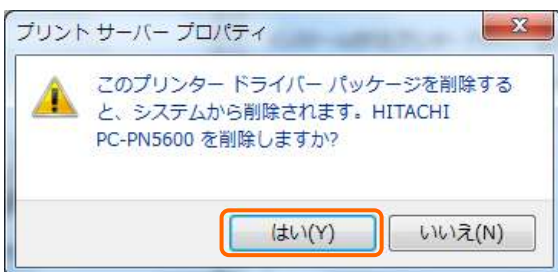 プリント サーバー プロパティ
このプリンター ドライバー パッケージを削除する
と、システムから削除されます。HITACHI
PC-PN5600 を削除しますか?
はい(Y)
いいえ(N)